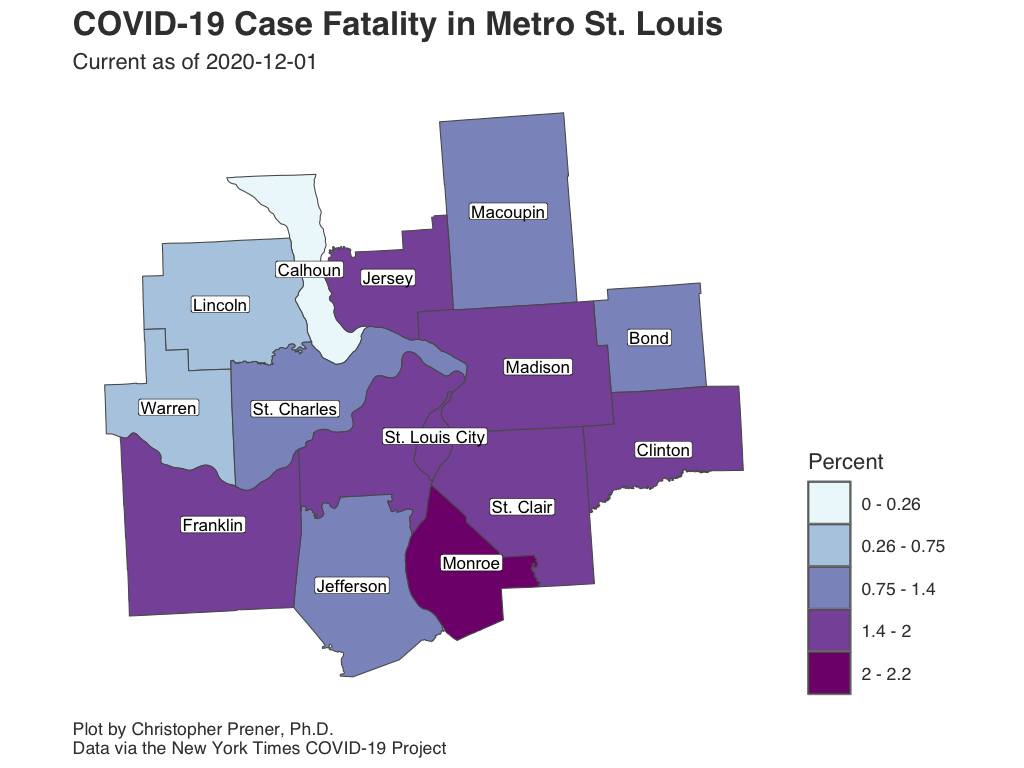 COVID-19 Case Fatality in Metro St. Louis
Current as of 2020-12-01
Macoupin
Calhoun
Jersey
Lincoln
Bond
Madison
Warren
St. Charles
St. Louis City
Clinton
St. Clair
Franklin
Monroe
Jefferson
Percent
0 - 0.26
0.26 - 0.75
0.75 - 1.4
1.4 - 2
2 - 2.2
Plot by Christopher Prener, Ph.D.
Data via the New York Times COVID-19 Project